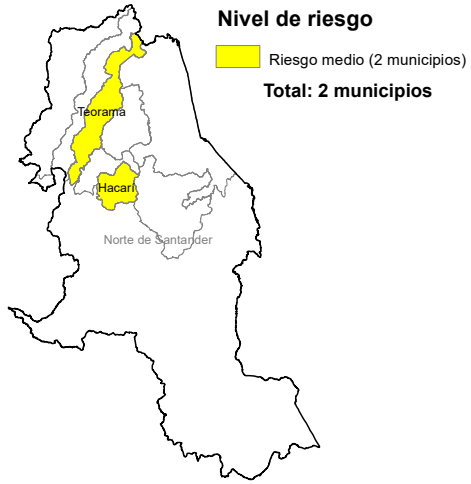 Nivel de riesgo
Riesgo medio (2 municipios)
Total: 2 municipios
Teorama
Hacarí
Norte de Santander